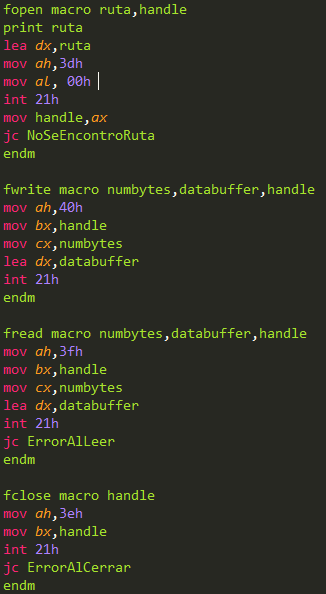 fopen macro ruta,handle
print ruta
lea dx,ruta
mov ah,3dh
mov al, 00h
int 21h
mov handle,ax
jc NoSeEncontroRuta
endm
fwrite macro numbytes,databuffer,handle
mov ah,40h
mov bx,handle
mov cx,numbytes
lea dx,databuffer
int 21h
endm
fread macro numbytes,databuffer,handle
mov ah,3fh
mov bx,handle
mov cx,numbytes
lea dx,databuffer
int 21h
jc ErrorAlLeer
endm
fclose macro handle
mov ah,3eh
mov bx,handle
int 21h
jc ErrorAlCerrar
endm